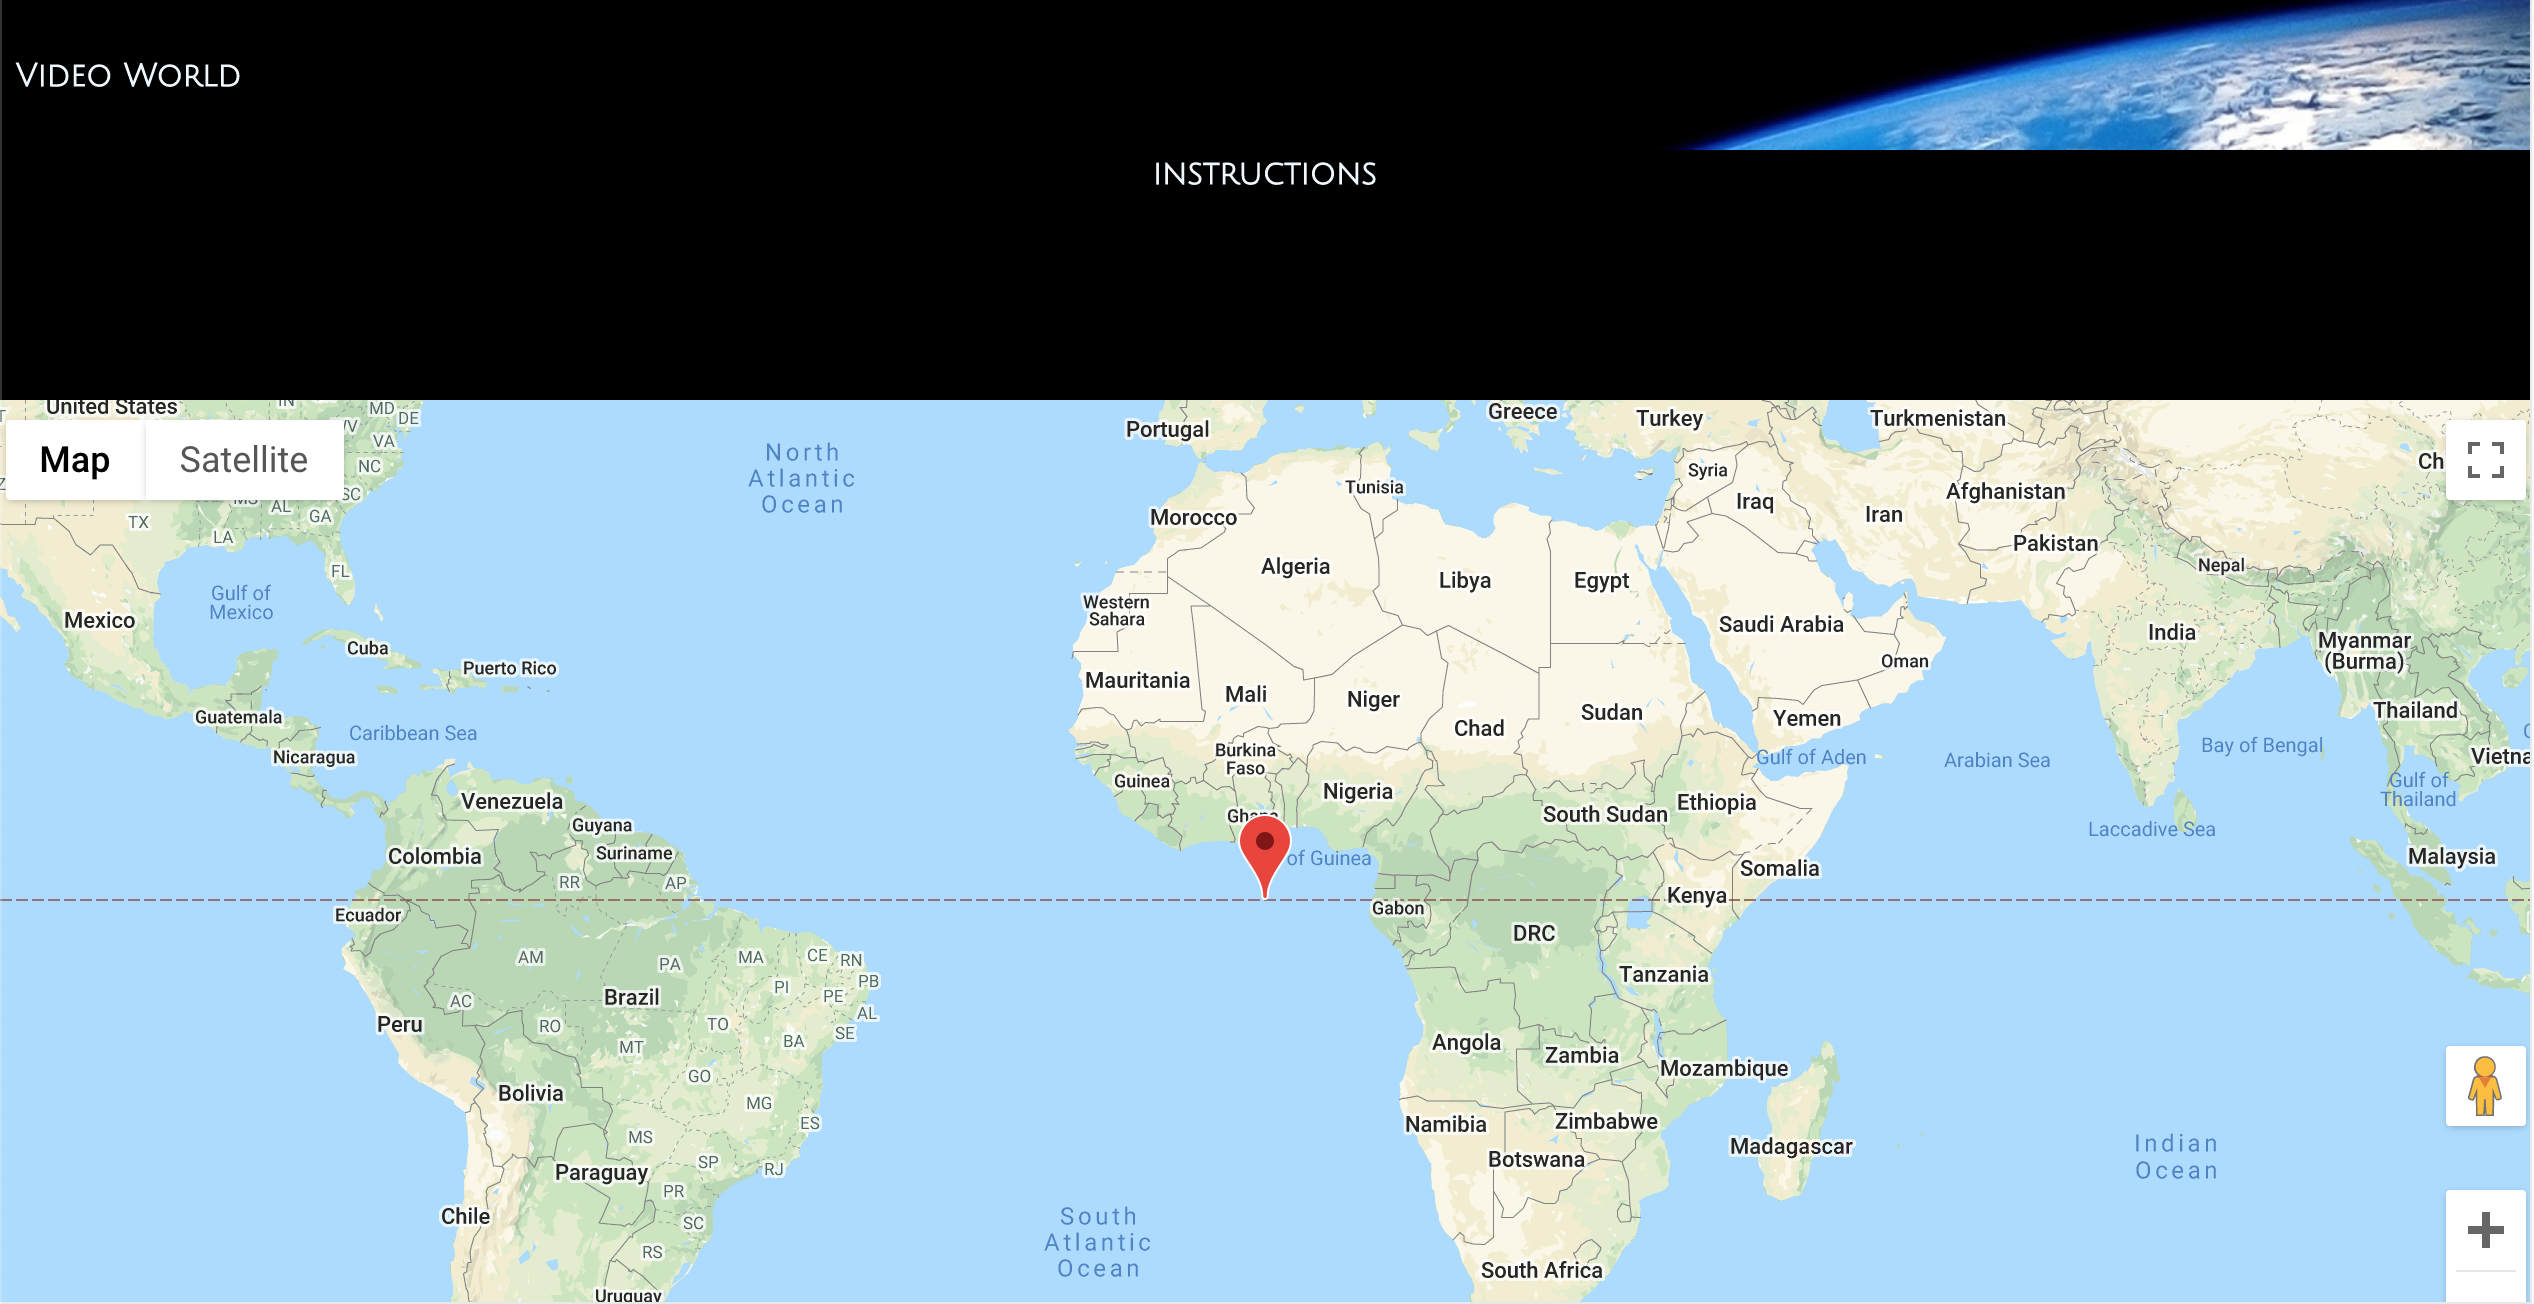 Video World
INSTRUCTIONS
United States
IN
MD
DE
VA
NC
SC
MS
AL
GA
TX
LA
FL
Map
Satellite
North
Atlantic
Ocean
Portugal
Greece
Turkey
Turkmenistan
Syria
Tunisia
Iraq
Afghanistan
Iran
Morocco
Pakistan
Nepal
Algeria
Libya
Egypt
Gulf of
Mexico
Mexico
Western
Sahara
Saudi Arabia
India
Myanmar
(Burma)
Cuba
Puerto Rico
Oman
Mauritania
Mali
Niger
Chad
Sudan
Yemen
Thailand
Guatemala
Caribbean Sea
Nicaragua
Burkina
Faso
Guinea
Nigeria
Gulf of Aden
Arabian Sea
Bay of Bengal
Gulf of
Thailand
Venezuela
Guyana
Suriname
Colombia
South Sudan
Ethiopia
Laccadive Sea
Malaysia
of Guinea
Somalia
RR
AP
Kenya
Ecuador
Gabon
DRC
Tanzania
AM
PA
MA
CE
RN
PB
PI
PE
AL
SE
AC
Brazil
Peru
RO
TO
MT
BA
Angola
Zambia
Mozambique
GO
Bolivia
MG
ES
Namibia
Zimbabwe
Botswana
Madagascar
Indian
Ocean
MS
Paraguay
SP
RJ
PR
Chile
SC
RS
South
Atlantic
Ocean
South Africa
Uruguay